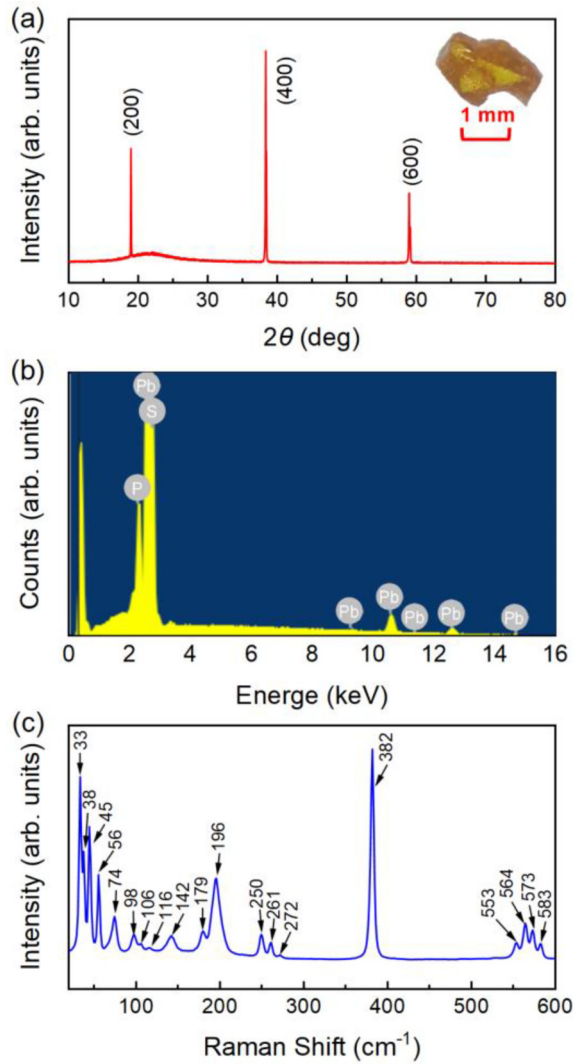 (a)
Intensity (arb. units)
(200)
(400)
(600)
1 mm
10 20 30 40 50 60 70 80
2θ (deg)
(b)
Counts (arb. units)
Pb
S
P
Pb Pb Pb Pb Pb
0 2 4 6 8 10 12 14 16
Energe (keV)
(c)
Intensity (arb. units)
33
38
45
56
74
98
106
116
142
179
196
250
261
272
382
553
564
573
583
100 200 300 400 500 600
Raman Shift (cm⁻¹)